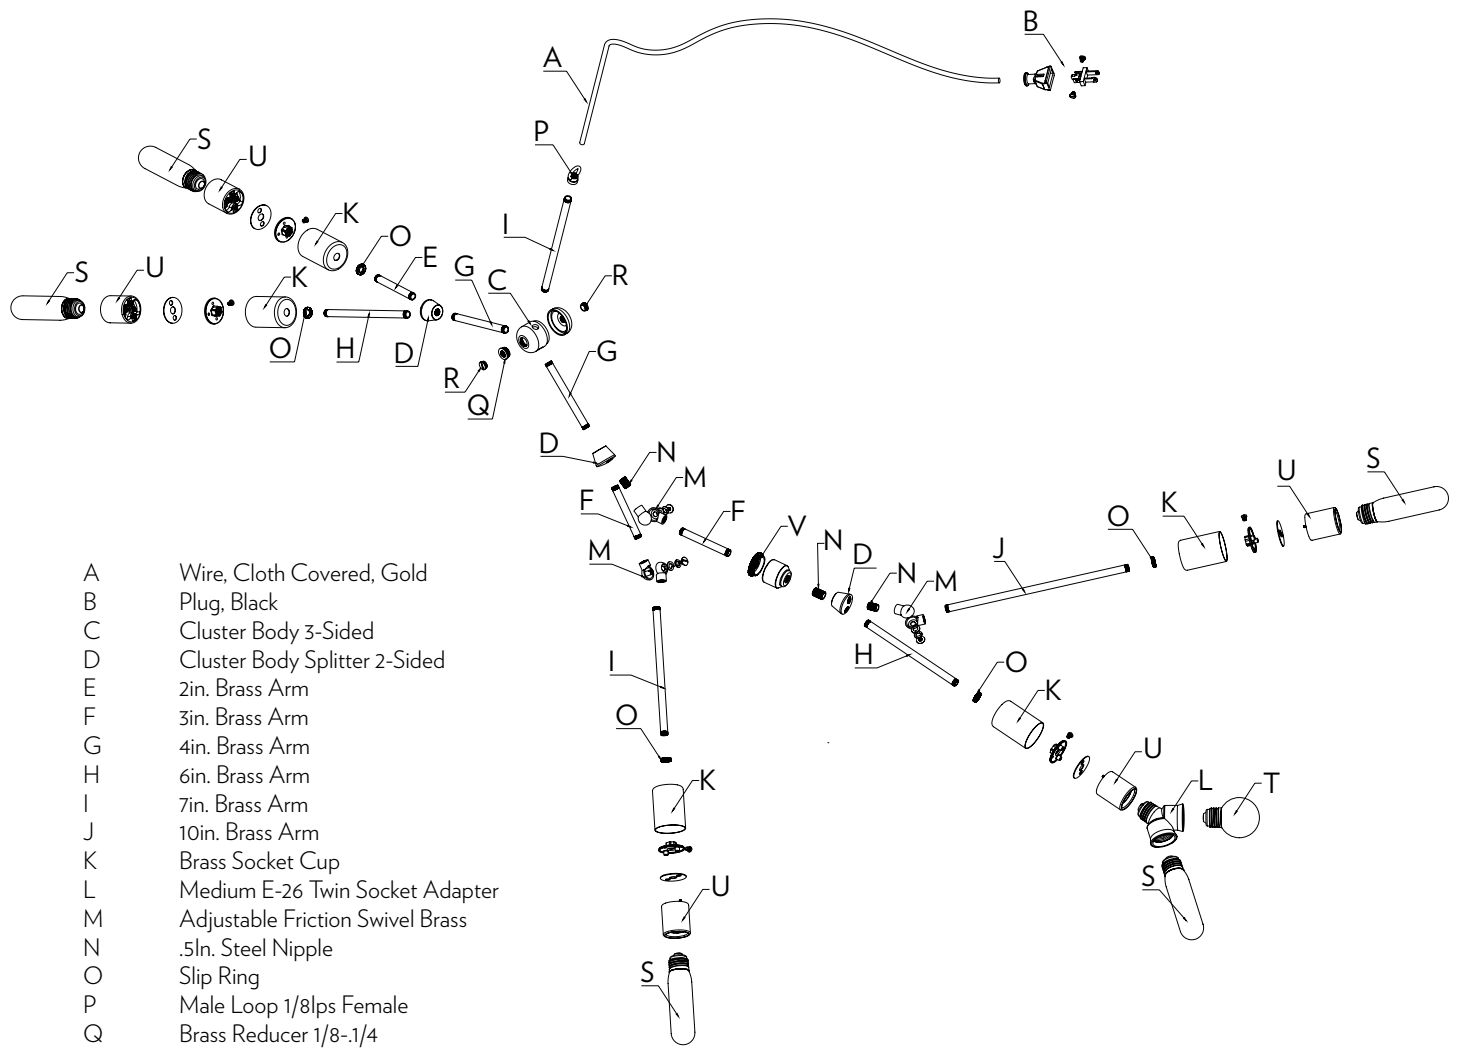 B
A
P
S
U
K
I
O
E
G
C
R
S
U
K
O
H
D
R
Q
G
D
N
M
F
F
V
N
D
N
M
J
O
K
U
S
M
I
H
O
K
O
K
U
L
T
S
U
S
A Wire, Cloth Covered, Gold
B Plug, Black
C Cluster Body 3-Sided
D Cluster Body Splitter 2-Sided
E 2in. Brass Arm
F 3in. Brass Arm
G 4in. Brass Arm
H 6in. Brass Arm
I 7in. Brass Arm
J 10in. Brass Arm
K Brass Socket Cup
L Medium E-26 Twin Socket Adapter
M Adjustable Friction Swivel Brass
N .5In. Steel Nipple
O Slip Ring
P Male Loop 1/8Ips Female
Q Brass Reducer 1/8-.1/4